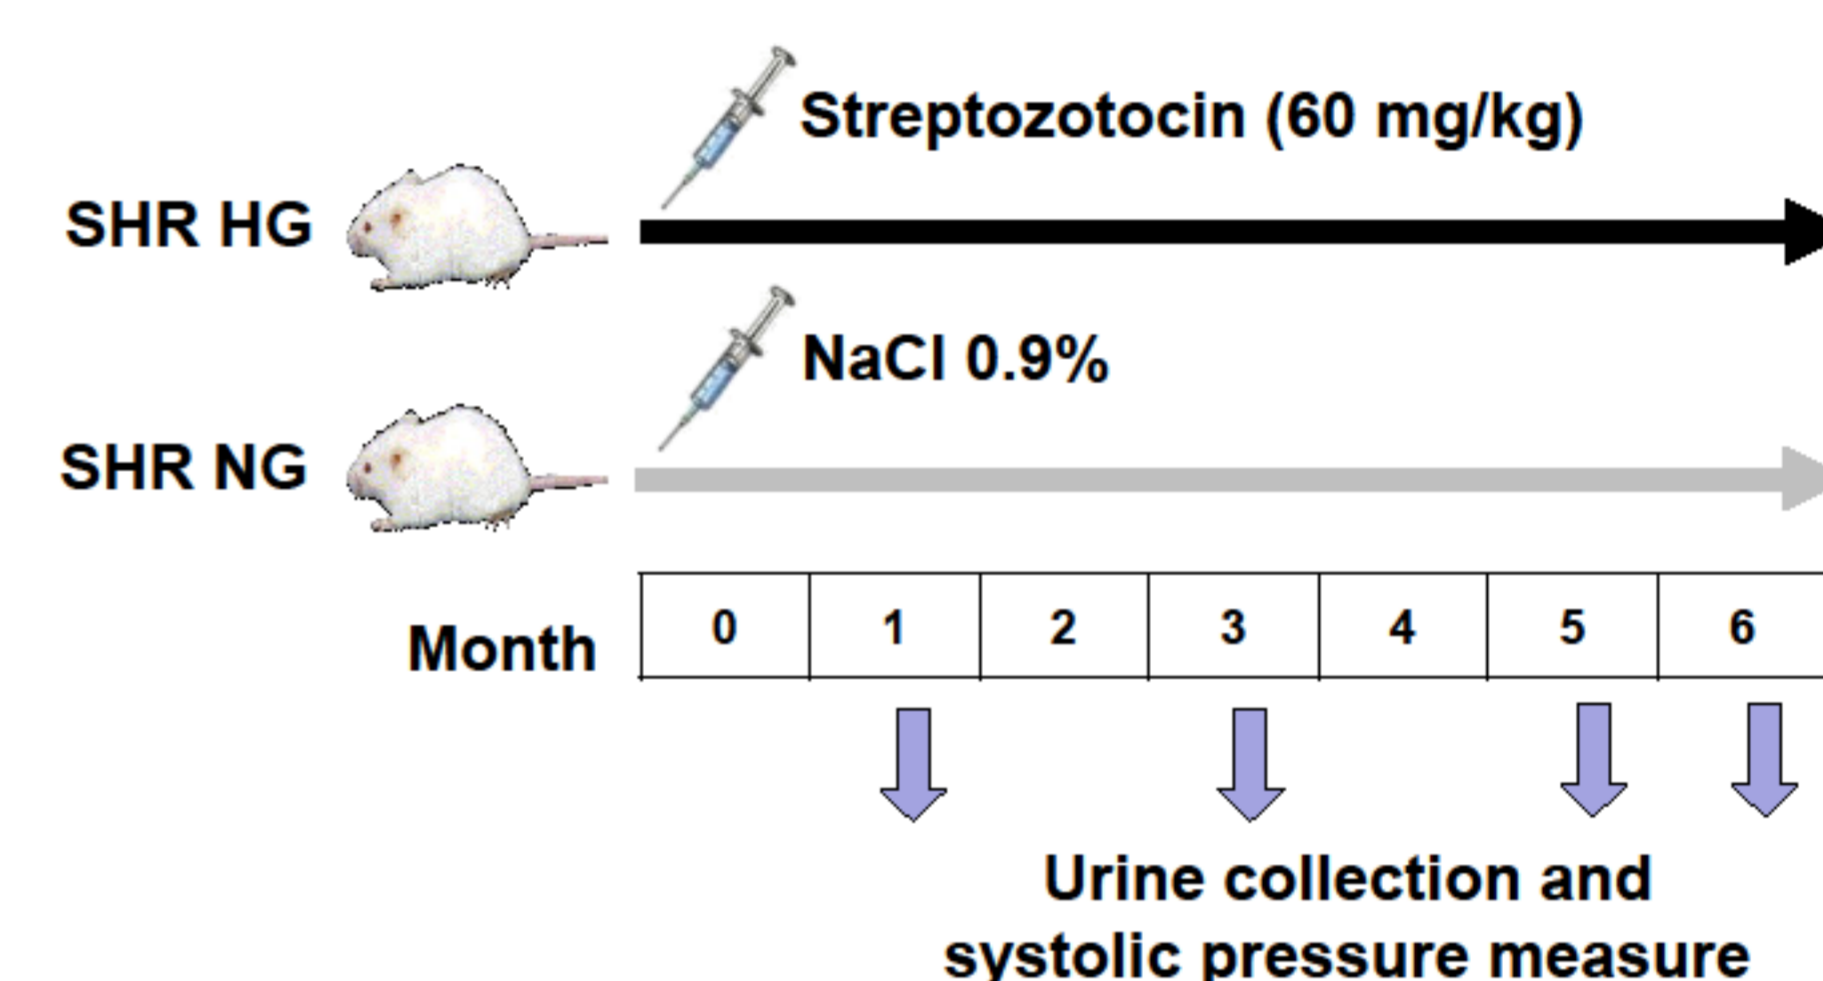 Streptozotocin (60 mg/kg)
SHR HG
NaCl 0.9%
SHR NG
Month 0 1 2 3 4 5 6
Urine collection and
systolic pressure measure